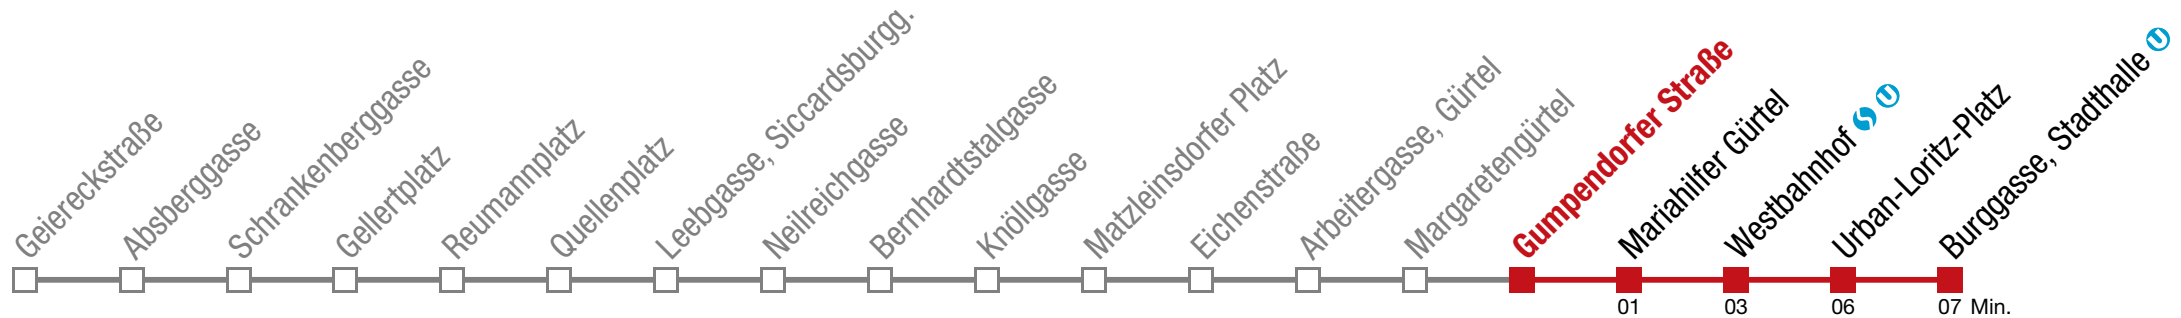 Geiereckstraße
Absberggasse
Schrankenberggasse
Gellertplatz
Reumannplatz
Quellenplatz
Leebgasse, Siccardsburgg.
Neilreichgasse
Bernhardtstalgasse
Knöllgasse
Matzleinsdorfer Platz
Eichenstraße
Arbeitergasse, Gürtel
Margaretengürtel
Gumpendorfer Straße
Mariahilfer Gürtel
Westbahnhof S U
Urban-Loritz-Platz
Burggasse, Stadthalle U
01 03 06 07 Min.